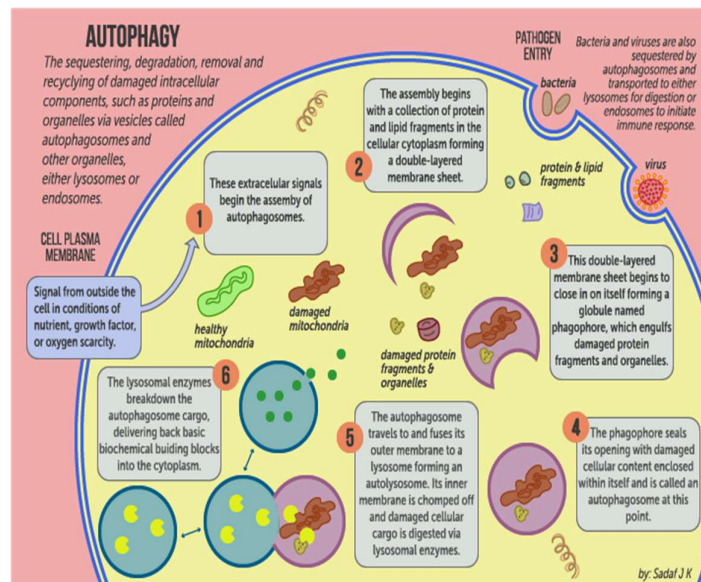 AUTOPHAGY
The sequestering, degradation, removal and
recyclying of damaged intracellular
components, such as proteins and
organelles via vesicles called
autophagosomes and
other organelles,
either lysosomes or
endosomes.
PATHOGEN
ENTRY
Bacteria and viruses are also
sequestered by
autophagosomes and
transported to either
lysosomes for digestion or
endosomes to initiate
immune response.
bacteria
virus
CELL PLASMA
MEMBRANE
Signal from outside the
cell in conditions of
nutrient, growth factor,
or oxygen scarcity.
1
These extracelular signals
begin the assemby of
autophagosomes.
2
The assembly begins
with a collection of protein
and lipid fragments in the
cellular cytoplasm forming
a double-layered
membrane sheet.
protein & lipid
fragments
healthy
mitochondria
damaged
mitochondria
damaged protein
fragments &
organelles
3
This double-layered
membrane sheet begins to
close in on itself forming a
globule named
phagophore, which engulfs
damaged protein
fragments and organelles.
4
The phagophore seals
its opening with damaged
cellular content enclosed
within itself and is called an
autophagosome at this
point.
5
The autophagosome
travels to and fuses its
outer membrane to a
lysosome forming an
autolysosome. Its inner
membrane is chomped off
and damaged cellular
cargo is digested via
lysosomal enzymes.
6
The lysosomal enzymes
breakdown the
autophagosome cargo,
delivering back basic
biochemical buiding blocks
into the cytoplasm.
by: Sadaf J K